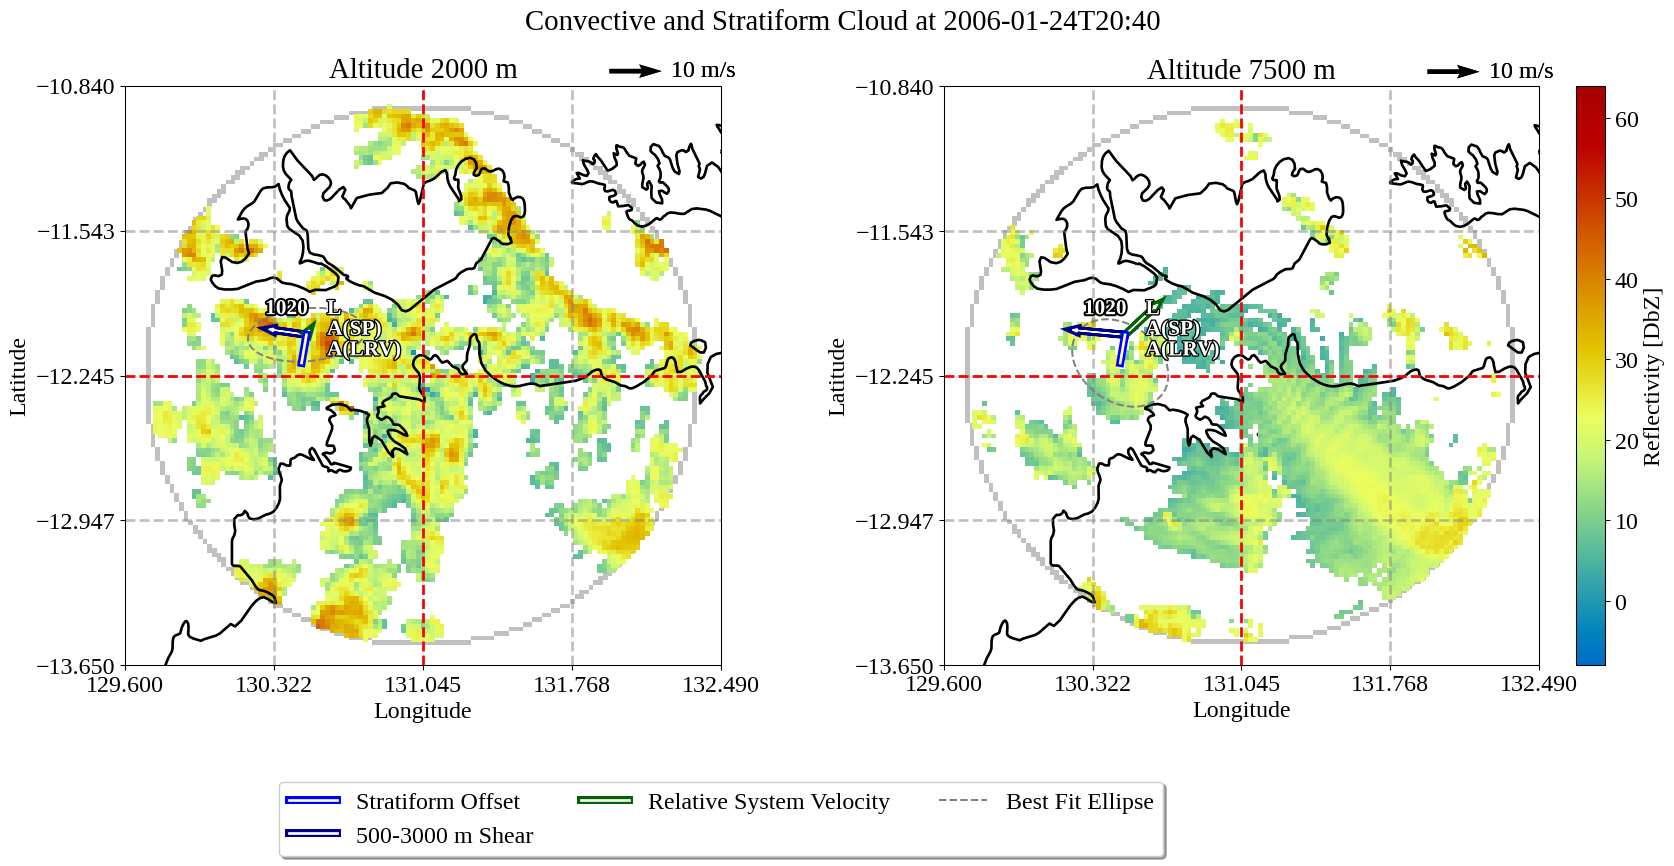 Convective and Stratiform Cloud at 2006-01-24T20:40
Altitude 2000 m
10 m/s
Altitude 7500 m
10 m/s
−10.840
−11.543
−12.245
−12.947
−13.650
129.600
130.322
131.045
131.768
132.490
Latitude
Longitude
1020
L
A(SP)
A(LRV)
−10.840
−11.543
−12.245
−12.947
−13.650
129.600
130.322
131.045
131.768
132.490
Latitude
Longitude
1020
L
A(SP)
A(LRV)
60
50
40
30
20
10
0
Reflectivity [DbZ]
Stratiform Offset
500-3000 m Shear
Relative System Velocity
Best Fit Ellipse